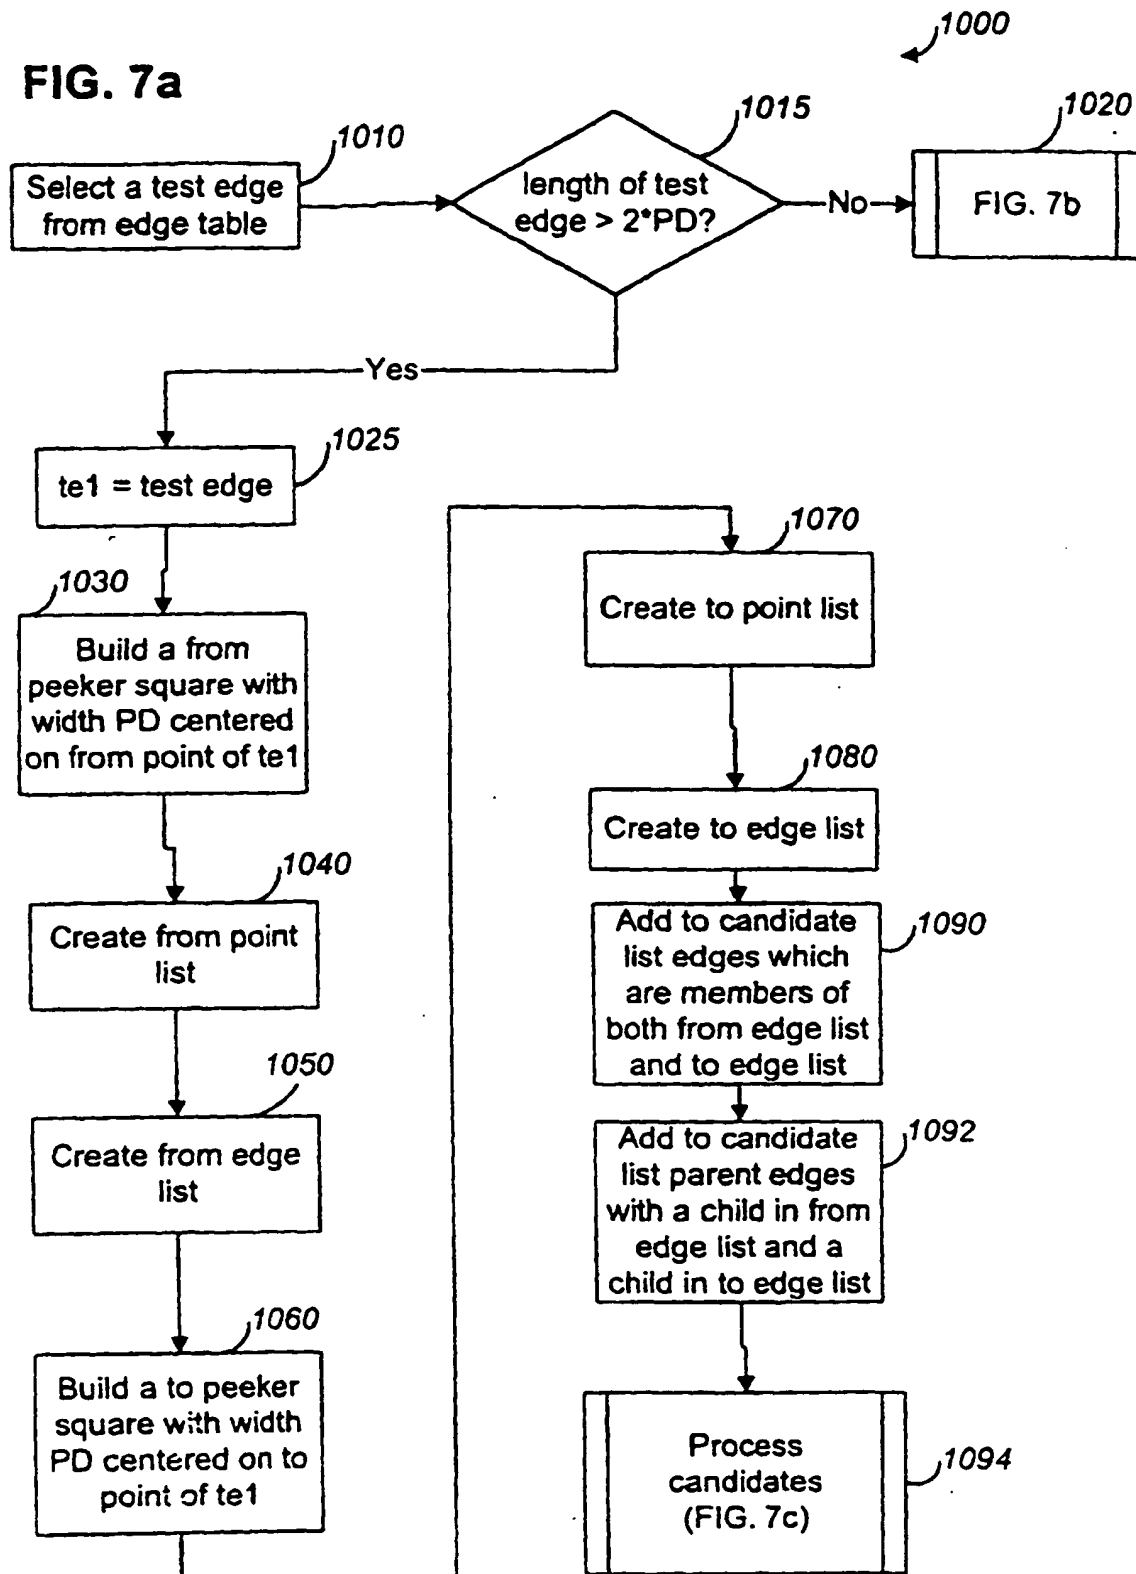 1000
FIG. 7a
1010
Select a test edge
from edge table
1015
length of test
edge > 2*PD?
No
1020
FIG. 7b
Yes
1025
te1 = test edge
1030
Build a from
peeker square with
width PD centered
on from point of te1
1040
Create from point
list
1050
Create from edge
list
1060
Build a to peeker
square with width
PD centered on to
point of te1
1070
Create to point list
1080
Create to edge list
1090
Add to candidate
list edges which
are members of
both from edge list
and to edge list
1092
Add to candidate
list parent edges
with a child in from
edge list and a
child in to edge list
1094
Process
candidates
(FIG. 7c)